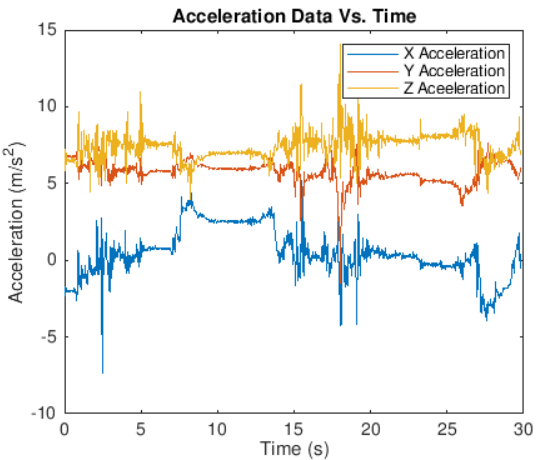 Acceleration Data Vs. Time
15
10
5
0
-5
-10
Acceleration (m/s²)
X Acceleration
Y Acceleration
Z Aceeleration
0 5 10 15 20 25 30
Time (s)